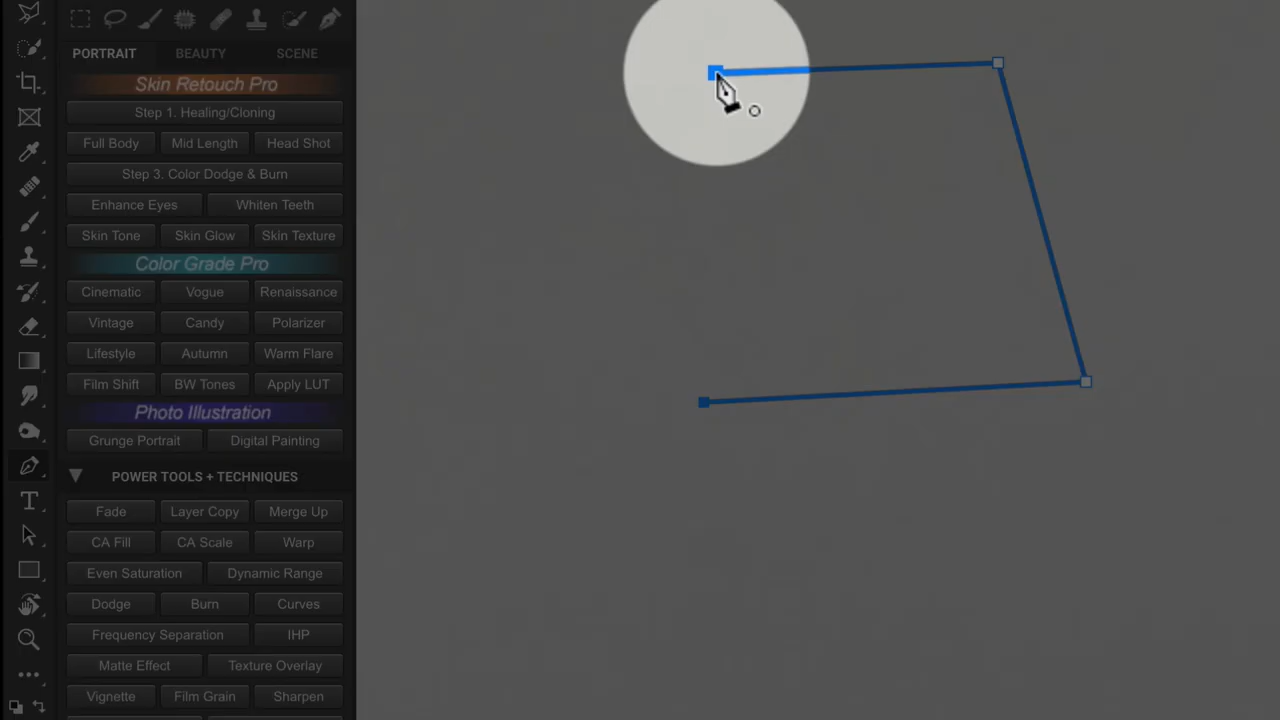 PORTRAIT BEAUTY SCENE
Skin Retouch Pro
Step 1. Healing/Cloning
Full Body Mid Length Head Shot
Step 3. Color Dodge & Burn
Enhance Eyes Whiten Teeth
Skin Tone Skin Glow Skin Texture
Color Grade Pro
Cinematic Vogue Renaissance
Vintage Candy Polarizer
Lifestyle Autumn Warm Flare
Film Shift BW Tones Apply LUT
Photo Illustration
Grunge Portrait Digital Painting
POWER TOOLS + TECHNIQUES
Fade Layer Copy Merge Up
CA Fill CA Scale Warp
Even Saturation Dynamic Range
Dodge Burn Curves
Frequency Separation IHP
Matte Effect Texture Overlay
Vignette Film Grain Sharpen